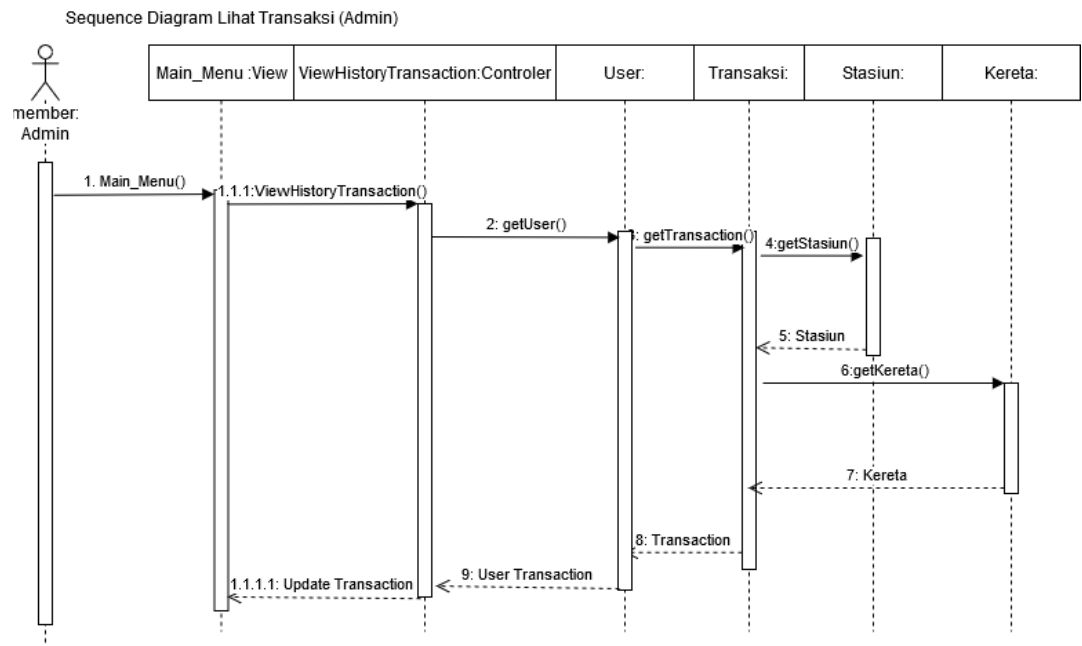 Sequence Diagram Lihat Transaksi (Admin)
member:
Admin
Main_Menu :View
ViewHistoryTransaction:Controler
User:
Transaksi:
Stasiun:
Kereta:
1. Main_Menu()
1.1.1:ViewHistoryTransaction()
2: getUser()
3: getTransaction()
4:getStasiun()
5: Stasiun
6:getKereta()
7: Kereta
8: Transaction
9: User Transaction
1.1.1.1: Update Transaction